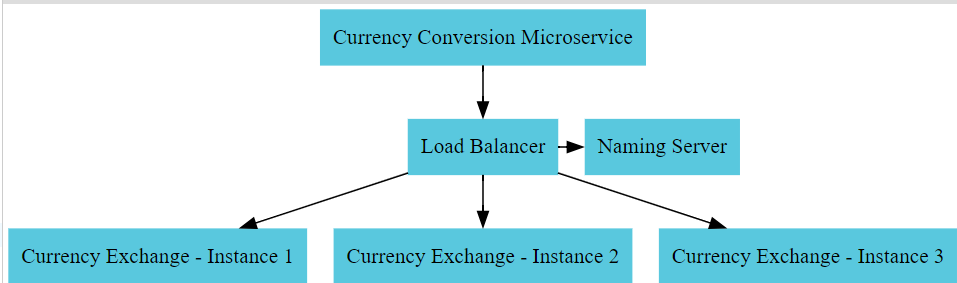 Currency Conversion Microservice
Load Balancer
Naming Server
Currency Exchange - Instance 1
Currency Exchange - Instance 2
Currency Exchange - Instance 3